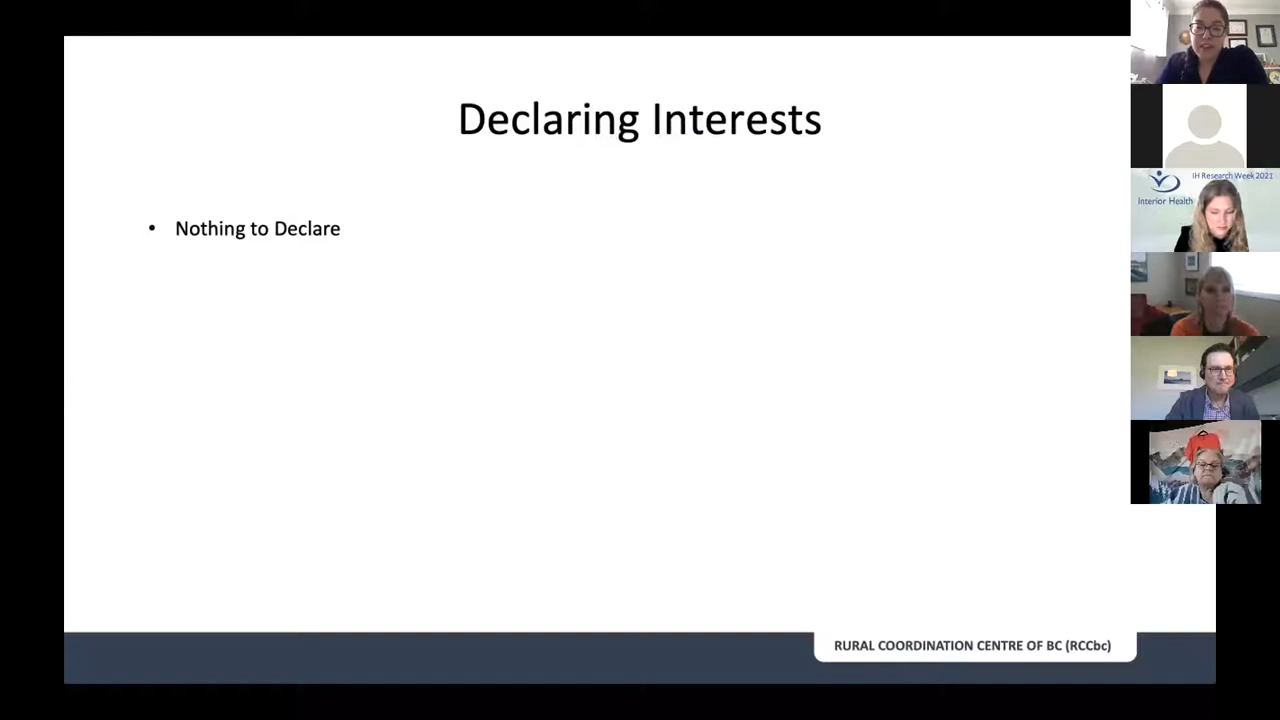 Declaring Interests
• Nothing to Declare
IH Research Week 2021
Interior Health
RURAL COORDINATION CENTRE OF BC (RCCbc)